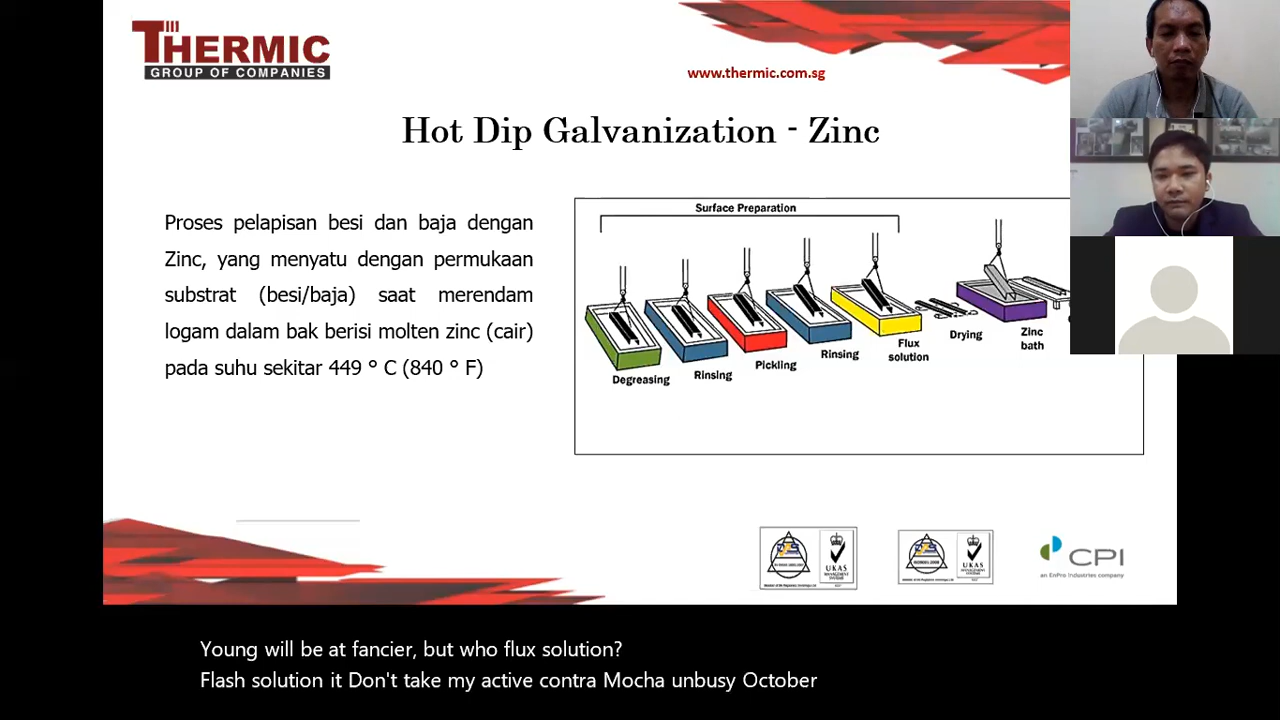 THERMIC
GROUP OF COMPANIES
www.thermic.com.sg
Hot Dip Galvanization - Zinc
Proses pelapisan besi dan baja dengan
Zinc, yang menyatu dengan permukaan
substrat (besi/baja) saat merendam
logam dalam bak berisi molten zinc (cair)
pada suhu sekitar 449 ° C (840 ° F)
Surface Preparation
Degreasing
Rinsing
Pickling
Rinsing
Flux
solution
Drying
Zinc
bath
UKAS
MANAGEMENT
SYSTEMS
UKAS
MANAGEMENT
SYSTEMS
CPI
an EnPro Industries company
Young will be at fancier, but who flux solution?
Flash solution it Don't take my active contra Mocha unbusy October